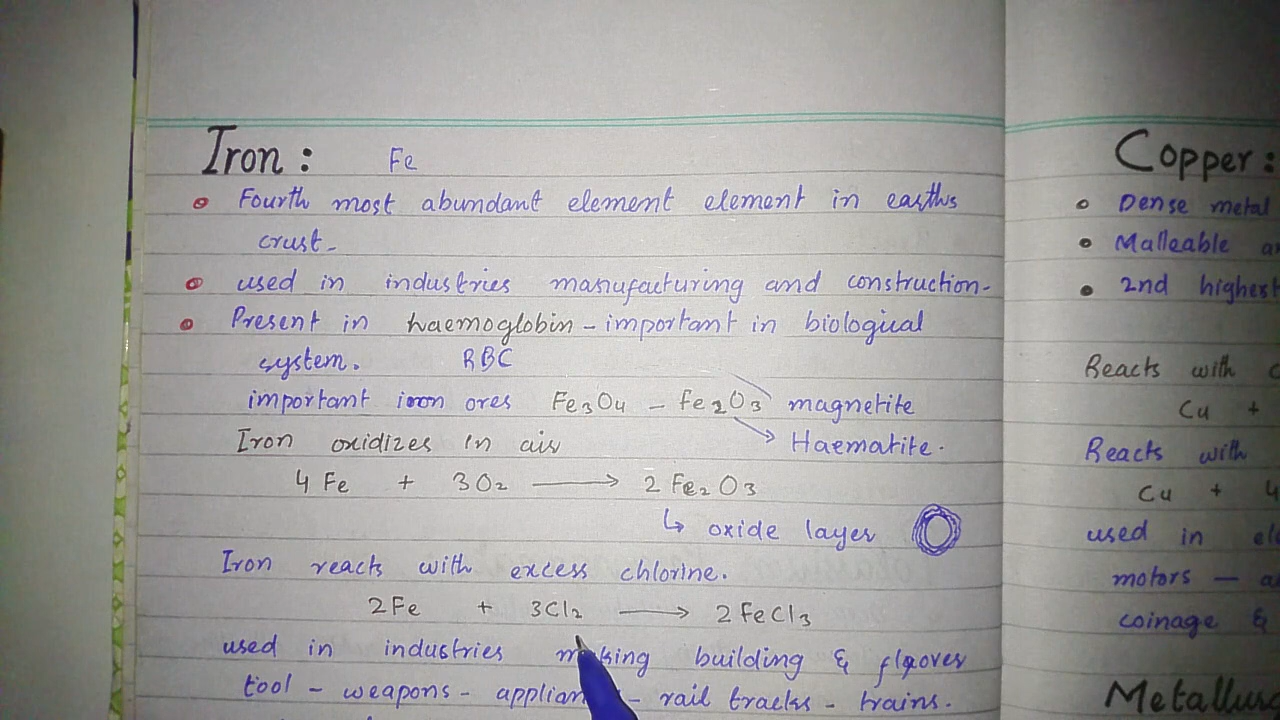 Iron : Fe
Fourth most abundant element element in earths
crust-
used in industries manufacturing and construction-
Present in haemoglobin - important in biological
system. RBC
important iron ores Fe3O4 - Fe2O3 magnetite
Haematite.
Iron oxidizes in air
4 Fe + 3 O2 → 2 Fe2O3
↳ oxide layer
Iron reacts with excess chlorine.
2Fe + 3Cl2 → 2 FeCl3
used in industries making building &
tool - weapons - - rail tracks - trains.
Copper :
Dense metal
Malleable
2nd highest
Reacts with
Cu +
Reacts with
Cu + 4
used in
motors -
coinage &